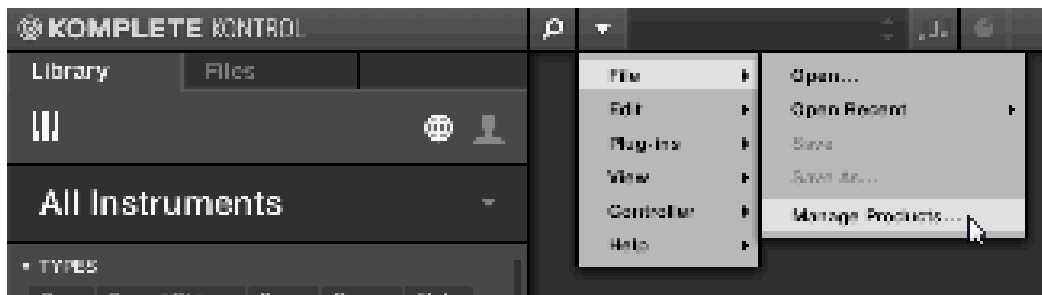 KOMPLETE KONTROL
Library
Files
All Instruments
TYPES
File
Edit
Plug-ins
View
Controller
Help
Open...
Open Recent
Save
Save As...
Manage Products...